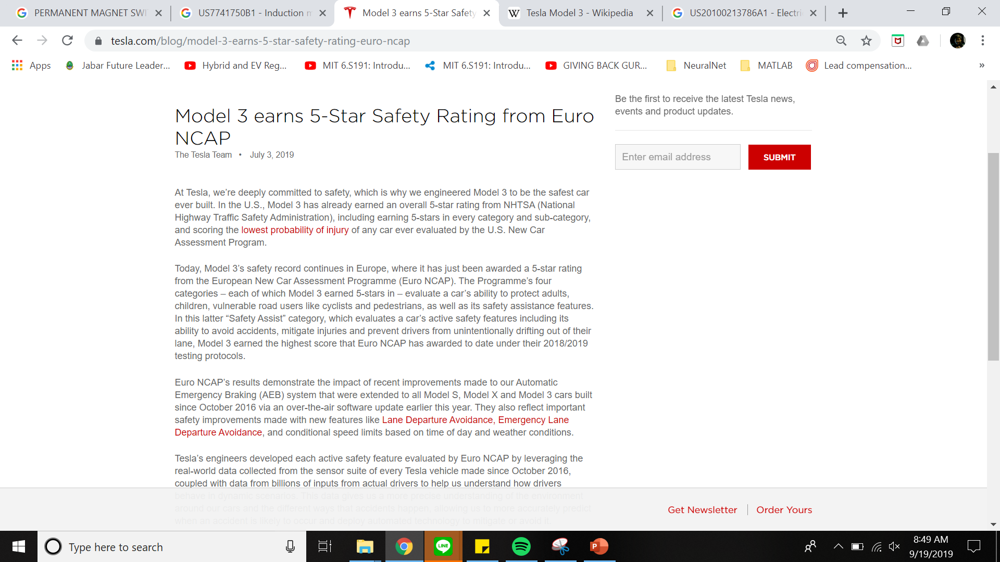 PERMANENT MAGNET SWI
US7741750B1 - Induction m
Model 3 earns 5-Star Safety
W Tesla Model 3 - Wikipedia
US20100213786A1 - Electri
tesla.com/blog/model-3-earns-5-star-safety-rating-euro-ncap
Apps
Jabar Future Leader...
Hybrid and EV Reg...
MIT 6.S191: Introdu...
MIT 6.S191: Introdu...
GIVING BACK GUR...
NeuralNet
MATLAB
Lead compensation...
»
Model 3 earns 5-Star Safety Rating from Euro
NCAP
The Tesla Team • July 3, 2019
At Tesla, we’re deeply committed to safety, which is why we engineered Model 3 to be the safest car
ever built. In the U.S., Model 3 has already earned an overall 5-star rating from NHTSA (National
Highway Traffic Safety Administration), including earning 5-stars in every category and sub-category,
and scoring the lowest probability of injury of any car ever evaluated by the U.S. New Car
Assessment Program.
Today, Model 3’s safety record continues in Europe, where it has just been awarded a 5-star rating
from the European New Car Assessment Programme (Euro NCAP). The Programme’s four
categories – each of which Model 3 earned 5-stars in – evaluate a car’s ability to protect adults,
children, vulnerable road users like cyclists and pedestrians, as well as its safety assistance features.
In this latter “Safety Assist” category, which evaluates a car’s active safety features including its
ability to avoid accidents, mitigate injuries and prevent drivers from unintentionally drifting out of their
lane, Model 3 earned the highest score that Euro NCAP has awarded to date under their 2018/2019
testing protocols.
Euro NCAP’s results demonstrate the impact of recent improvements made to our Automatic
Emergency Braking (AEB) system that were extended to all Model S, Model X and Model 3 cars built
since October 2016 via an over-the-air software update earlier this year. They also reflect important
safety improvements made with new features like Lane Departure Avoidance, Emergency Lane
Departure Avoidance, and conditional speed limits based on time of day and weather conditions.
Tesla’s engineers developed each active safety feature evaluated by Euro NCAP by leveraging the
real-world data collected from the sensor suite of every Tesla vehicle made since October 2016,
coupled with data from billions of inputs from actual drivers to help us understand how drivers
behave in dynamic scenarios. This data gives us a more precise understanding of the environment
around our cars and the different ways that accidents happen, allowing us to more accurately predict
when an accident is likely to occur and deploy automated technology to mitigate or avoid it.
Be the first to receive the latest Tesla news,
events and product updates.
Enter email address
SUBMIT
Get Newsletter
Order Yours
Type here to search
LINE
P
8:49 AM
9/19/2019